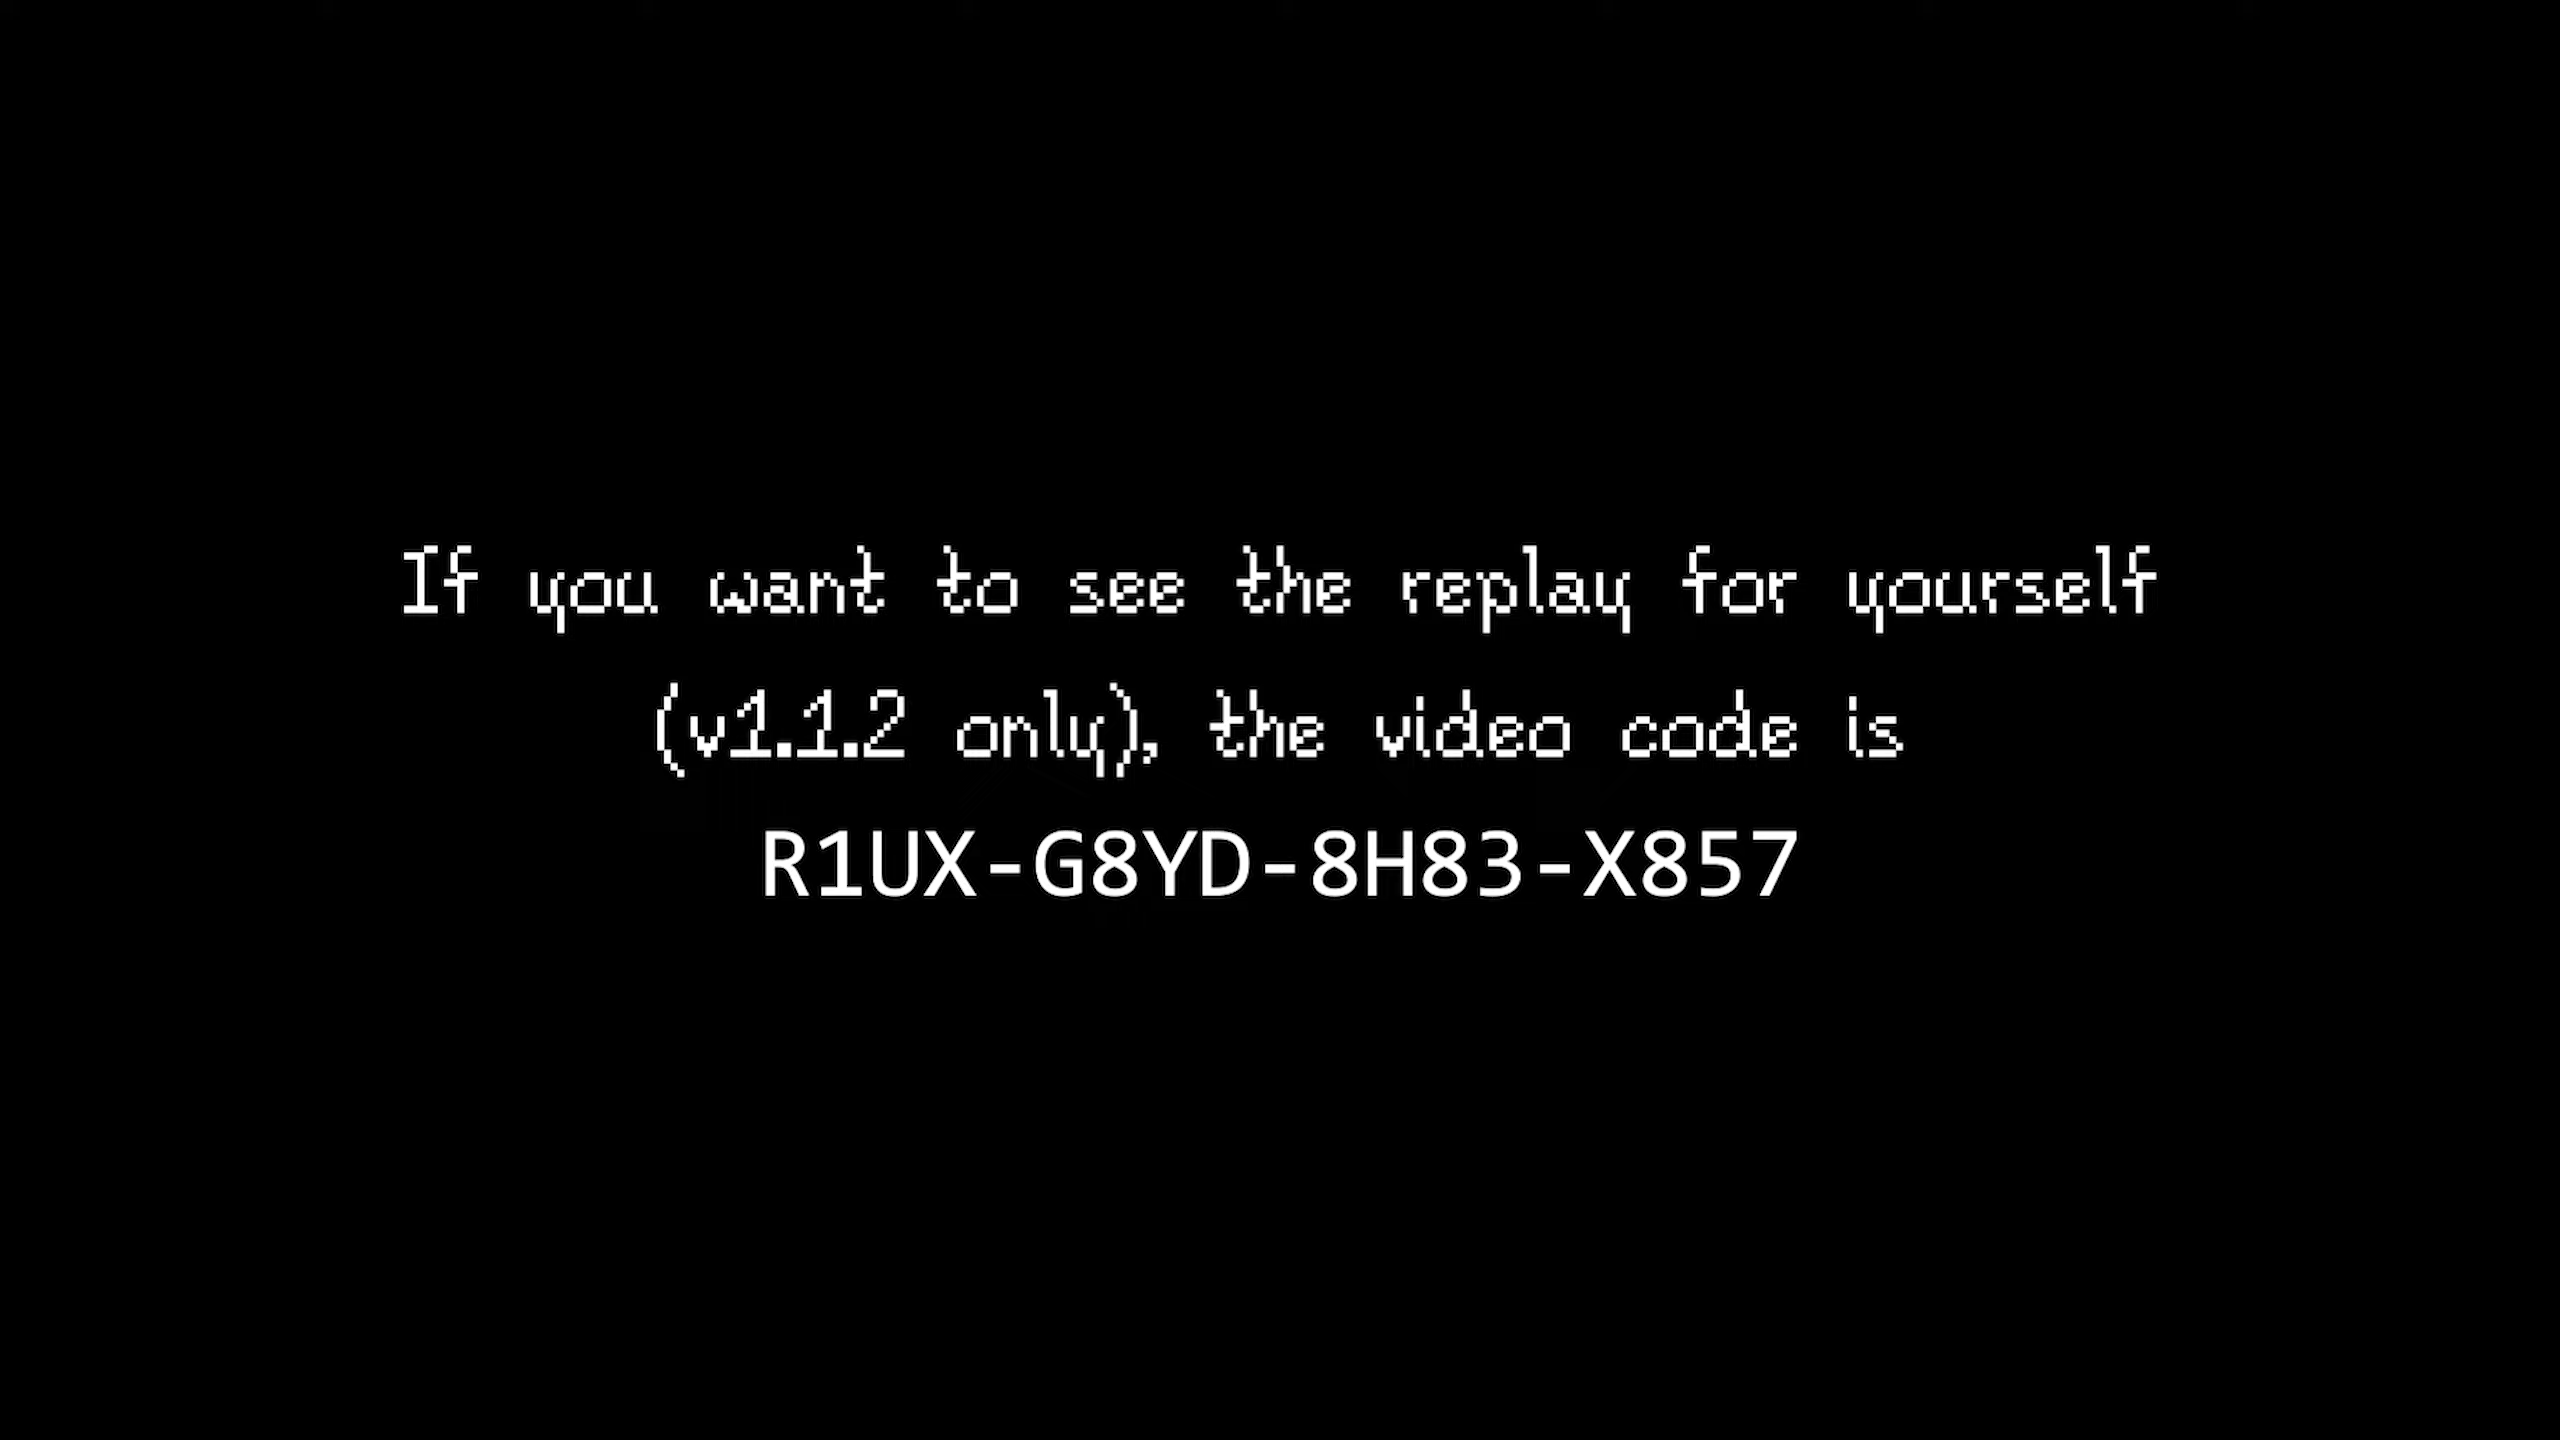 If you want to see the replay for yourself
(v1.1.2 only), the video code is
R1UX-G8YD-8H83-X857